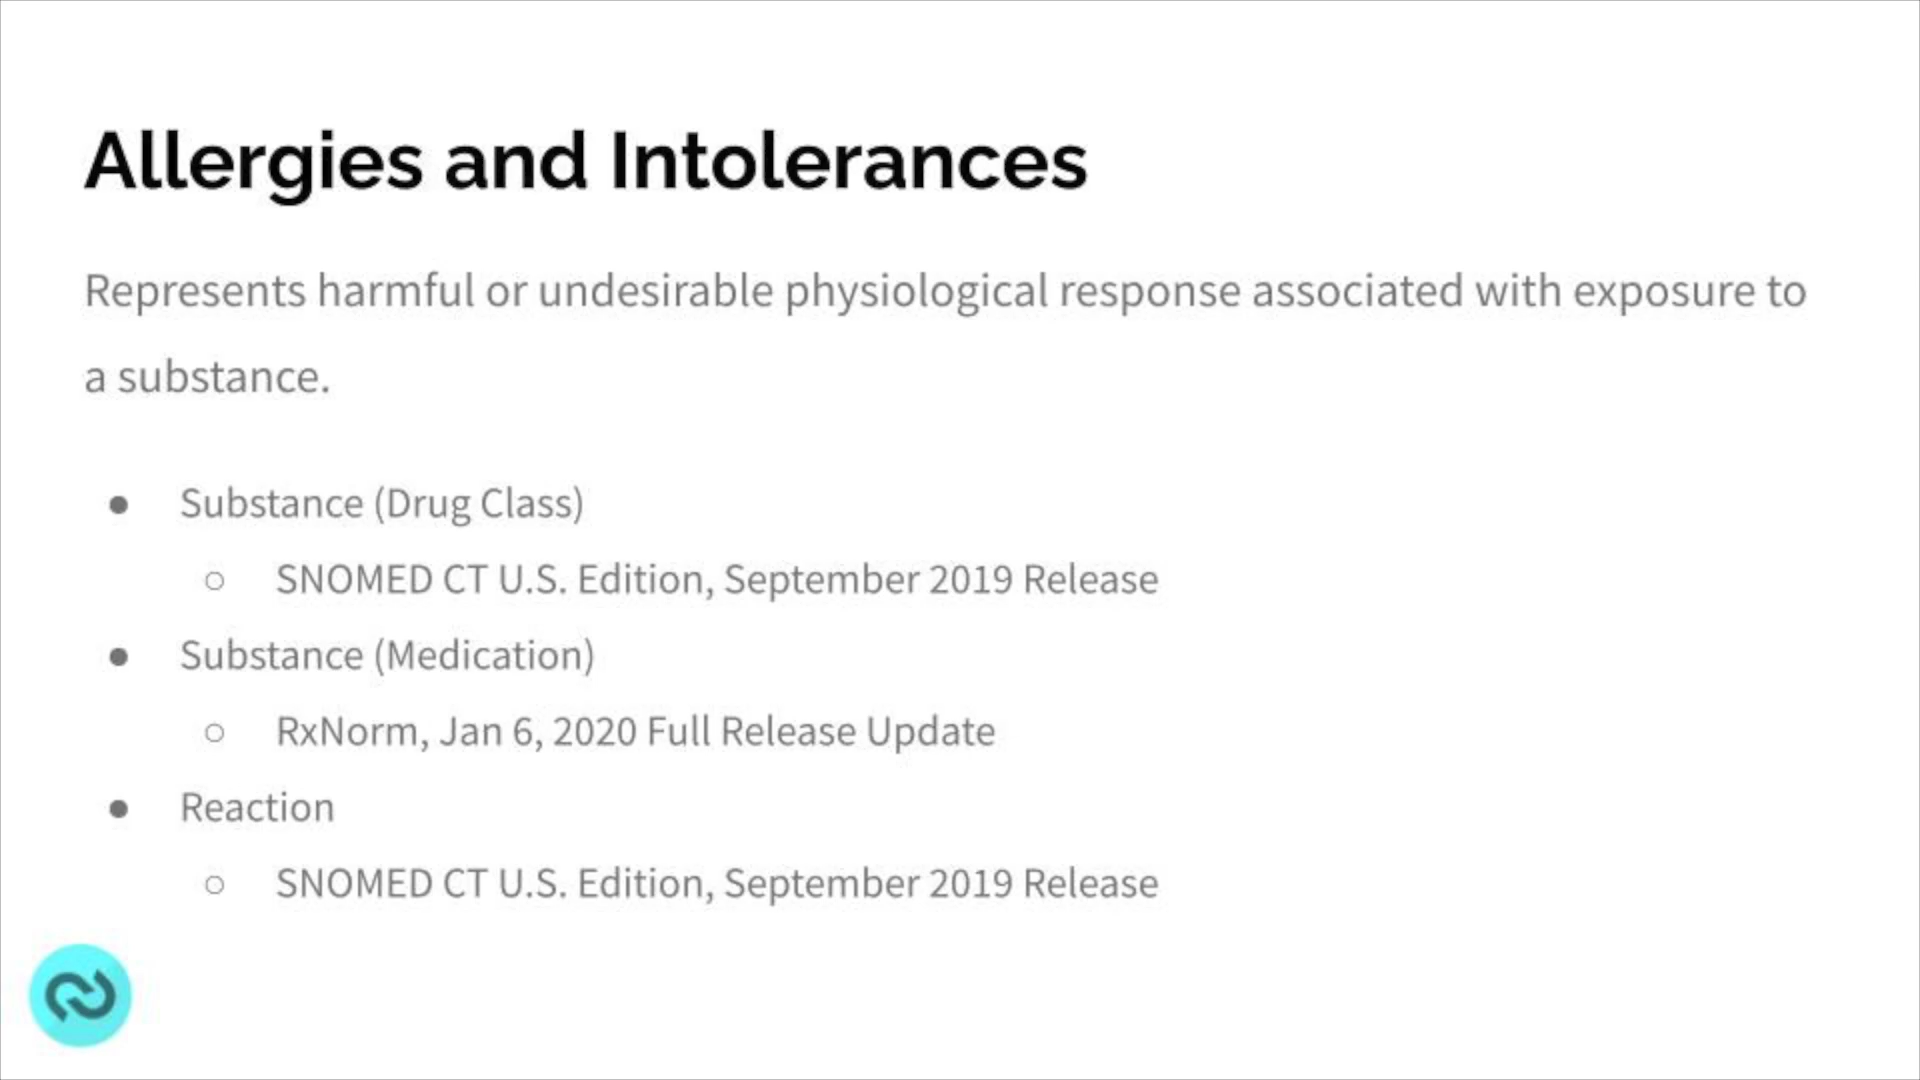 Allergies and Intolerances
Represents harmful or undesirable physiological response associated with exposure to
a substance.
● Substance (Drug Class)
○ SNOMED CT U.S. Edition, September 2019 Release
● Substance (Medication)
○ RxNorm, Jan 6, 2020 Full Release Update
● Reaction
○ SNOMED CT U.S. Edition, September 2019 Release